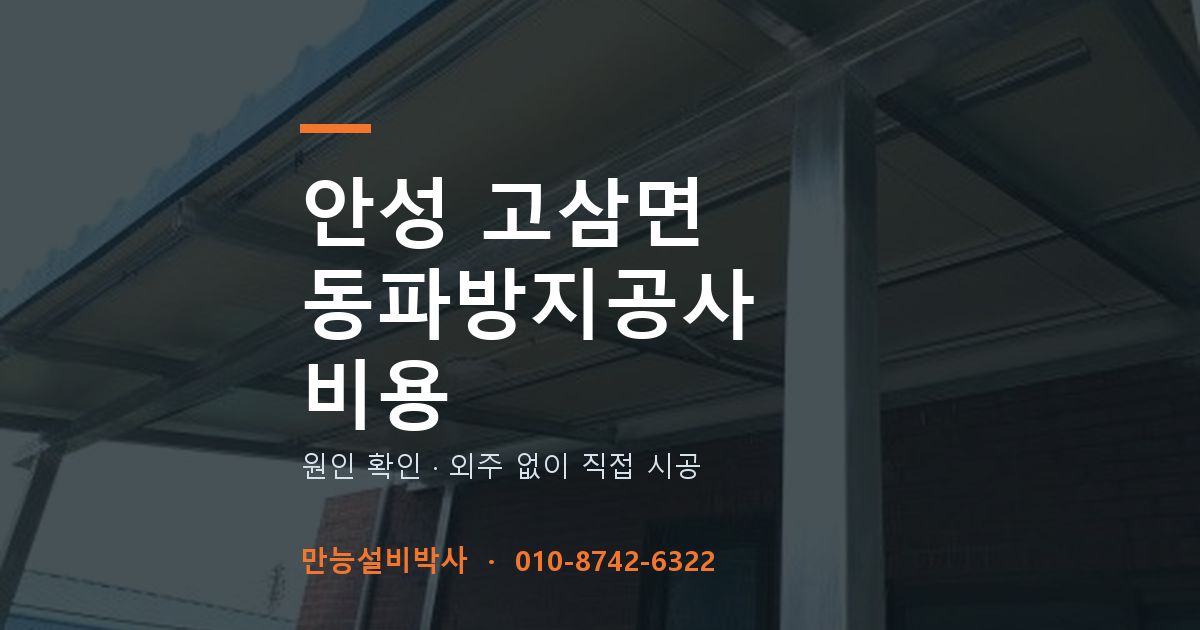 안성 고삼면
동파방지공사
비용
원인 확인 · 외주 없이 직접 시공
만능설비박사 · 010-8742-6322